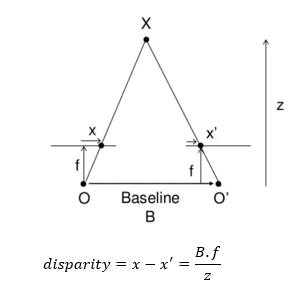 X
z
x
x'
f
f
O
Baseline
O'
B
disparity = x − x′ = B.f / z